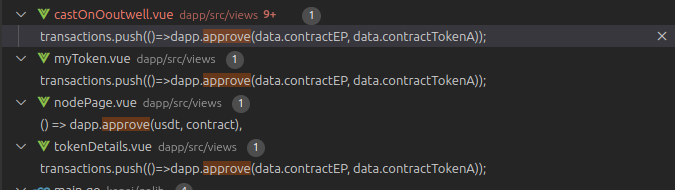 castOnOoutwell.vue dapp/src/views 9+ 1
transactions.push(()=>dapp.approve(data.contractEP, data.contractTokenA));
myToken.vue dapp/src/views 1
transactions.push(()=>dapp.approve(data.contractEP, data.contractTokenA));
nodePage.vue dapp/src/views 1
() => dapp.approve(usdt, contract),
tokenDetails.vue dapp/src/views 1
transactions.push(()=>dapp.approve(data.contractEP, data.contractTokenA));